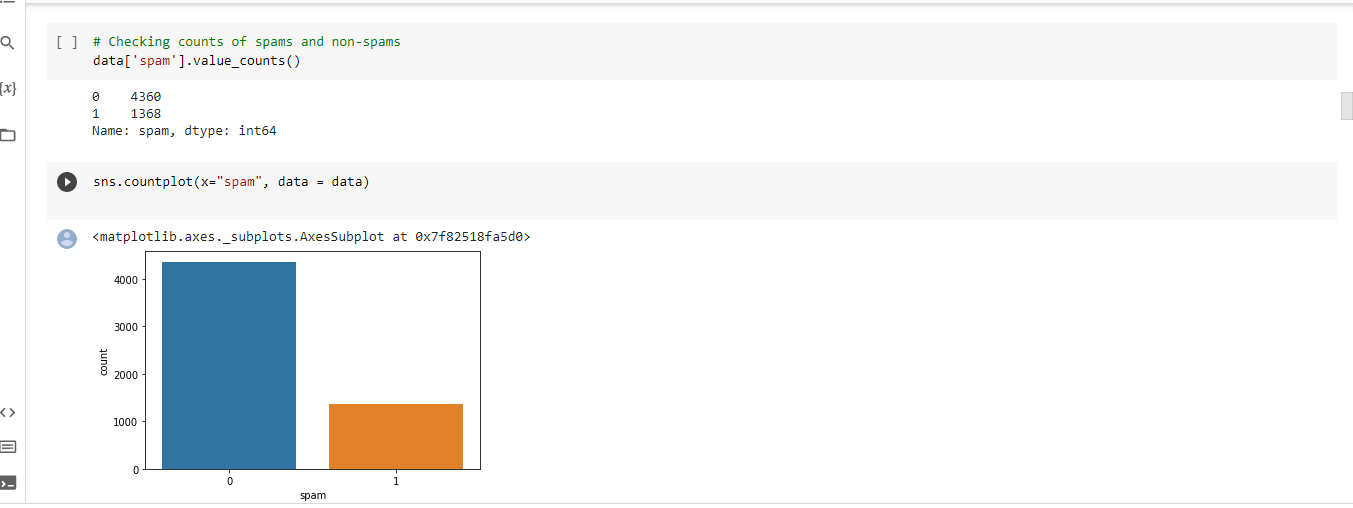 [ ] # Checking counts of spams and non-spams
data['spam'].value_counts()
0 4360
1 1368
Name: spam, dtype: int64
{x}
sns.countplot(x="spam", data = data)
<matplotlib.axes._subplots.AxesSubplot at 0x7f82518fa5d0>
4000
3000
2000
1000
0
count
0 1
spam